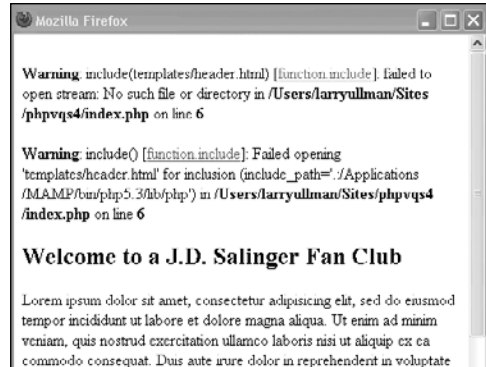 Mozilla Firefox
Warning: include(templates/header.html) [function.include]: failed to
open stream: No such file or directory in /Users/larryullman/Sites
/phpvqs4/index.php on line 6
Warning: include() [function.include]: Failed opening
'templates/header.html' for inclusion (include_path='.:/Applications
/MAMP/bin/php5.3/lib/php') in /Users/larryullman/Sites/phpvqs4
/index.php on line 6
Welcome to a J.D. Salinger Fan Club
Lorem ipsum dolor sit amet, consectetur adipisicing elit, sed do eiusmod
tempor incididunt ut labore et dolore magna aliqua. Ut enim ad minim
veniam, quis nostrud exercitation ullamco laboris nisi ut aliquip ex ea
commodo consequat. Duis aute irure dolor in reprehenderit in voluptate